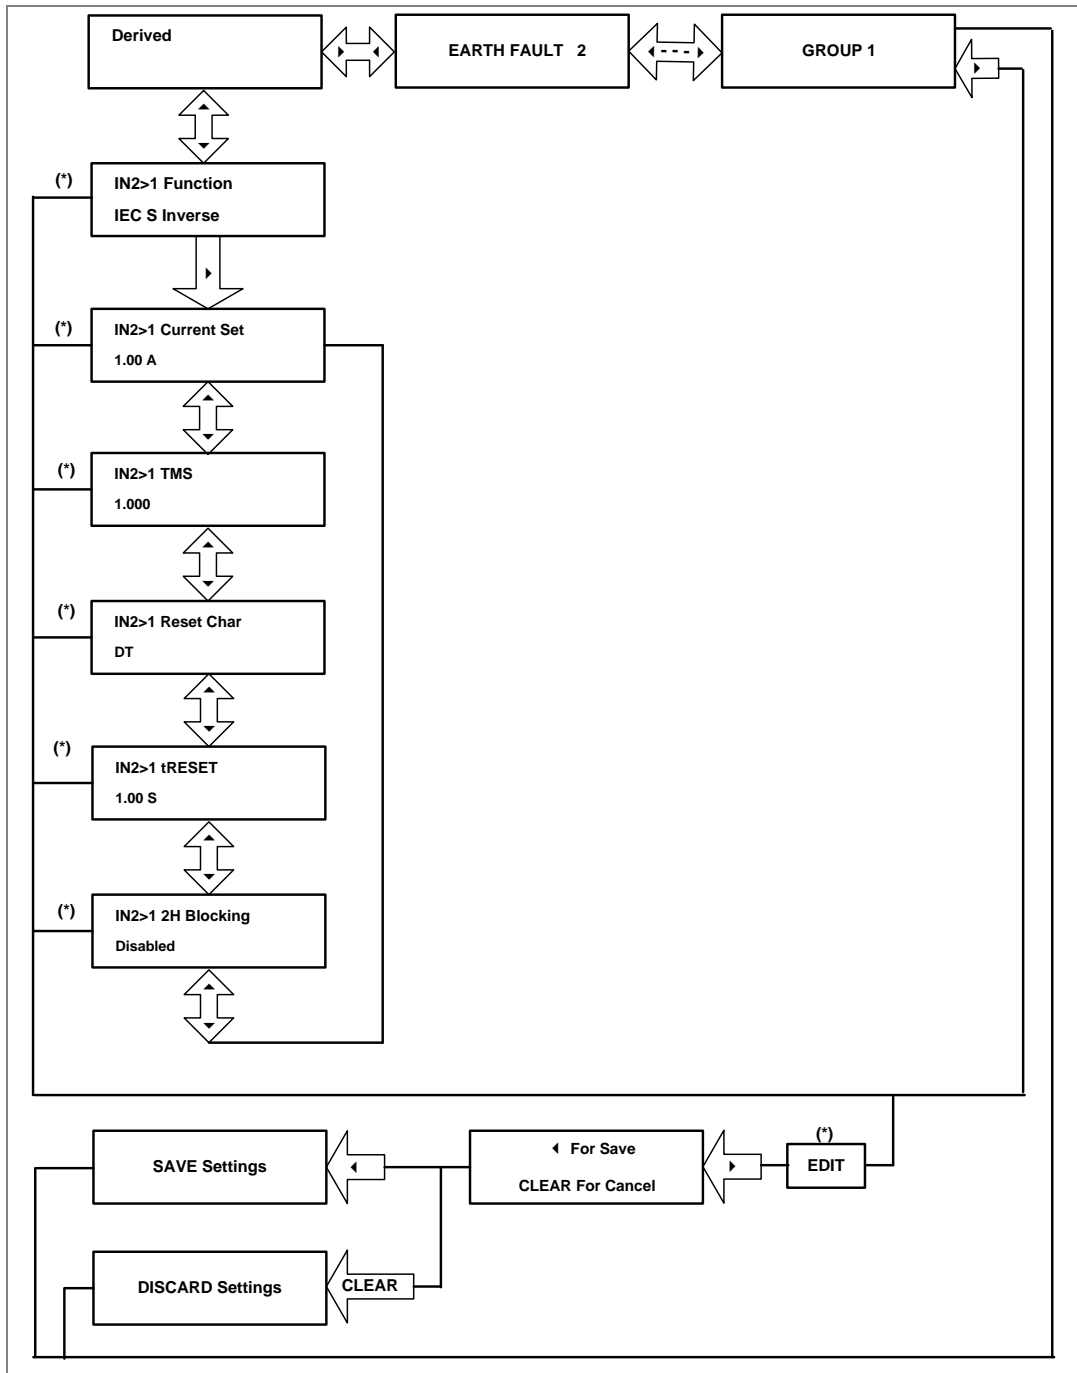 Derived
EARTH FAULT 2
GROUP 1
(*)
IN2>1 Function
IEC S Inverse
(*)
IN2>1 Current Set
1.00 A
(*)
IN2>1 TMS
1.000
(*)
IN2>1 Reset Char
DT
(*)
IN2>1 tRESET
1.00 S
(*)
IN2>1 2H Blocking
Disabled
SAVE Settings
For Save
CLEAR For Cancel
(*)
EDIT
DISCARD Settings
CLEAR